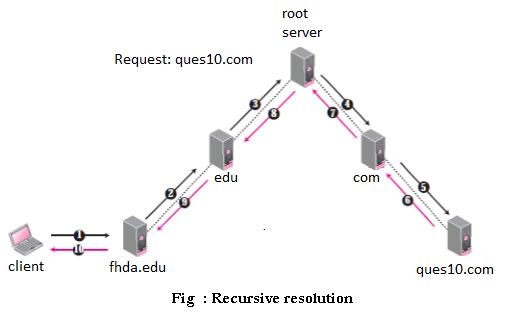 root
server
Request: ques10.com
3
4
8
7
edu
com
2
9
5
6
1
10
client
fhda.edu
ques10.com
Fig : Recursive resolution